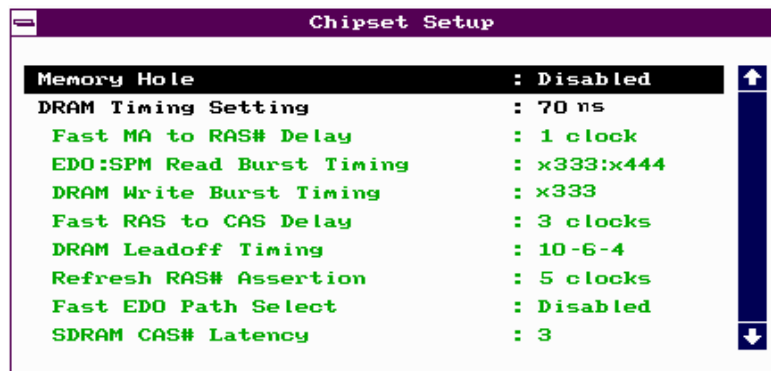 Chipset Setup
Memory Hole : Disabled
DRAM Timing Setting : 70 ns
Fast MA to RAS# Delay : 1 clock
EDO:SPM Read Burst Timing : x333:x444
DRAM Write Burst Timing : x333
Fast RAS to CAS Delay : 3 clocks
DRAM Leadoff Timing : 10-6-4
Refresh RAS# Assertion : 5 clocks
Fast EDO Path Select : Disabled
SDRAM CAS# Latency : 3